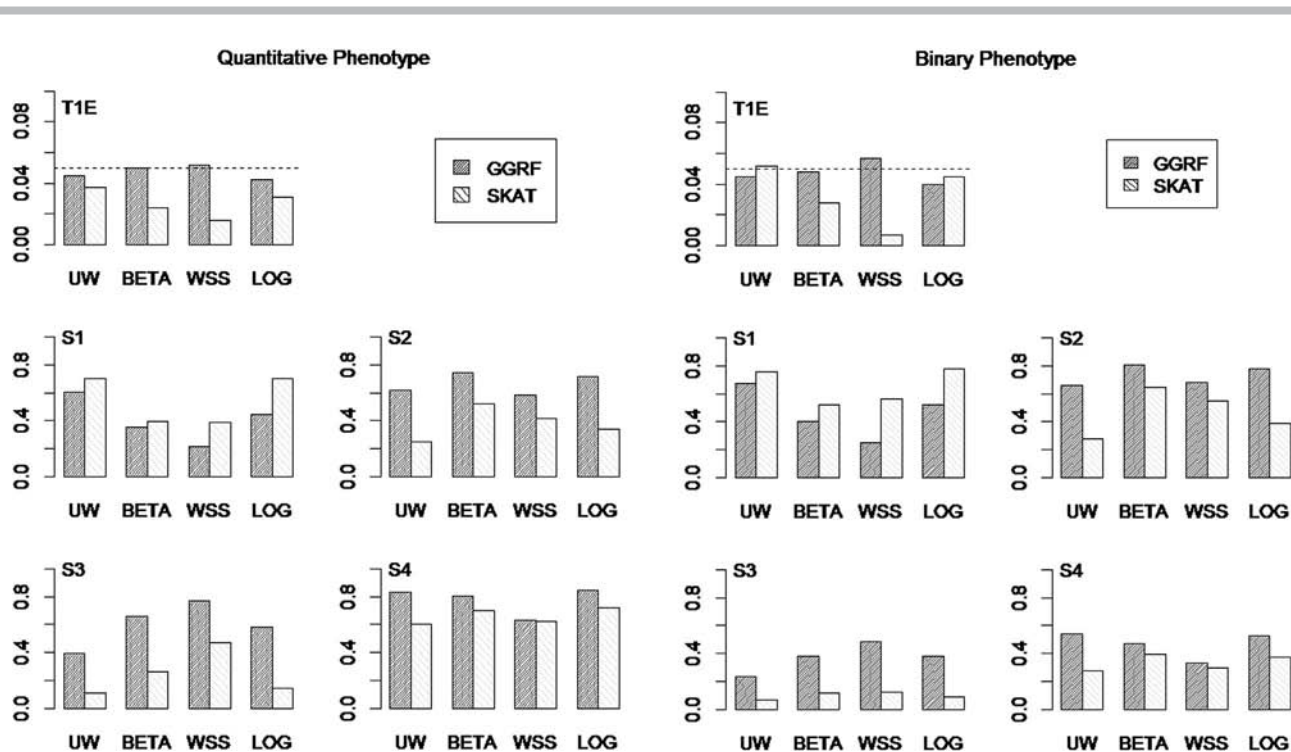 Quantitative Phenotype
T1E
0.00 0.04 0.08
GGRF
SKAT
UW BETA WSS LOG
S1
0.0 0.4 0.8
UW BETA WSS LOG
S2
0.0 0.4 0.8
UW BETA WSS LOG
S3
0.0 0.4 0.8
UW BETA WSS LOG
S4
0.0 0.4 0.8
UW BETA WSS LOG
Binary Phenotype
T1E
0.00 0.04 0.08
GGRF
SKAT
UW BETA WSS LOG
S1
0.0 0.4 0.8
UW BETA WSS LOG
S2
0.0 0.4 0.8
UW BETA WSS LOG
S3
0.0 0.4 0.8
UW BETA WSS LOG
S4
0.0 0.4 0.8
UW BETA WSS LOG